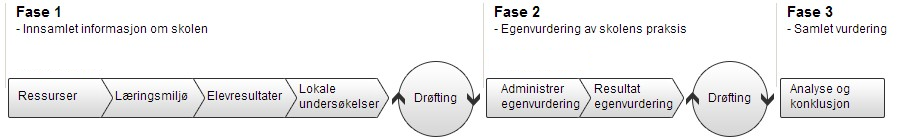 Fase 1
- Innsamlet informasjon om skolen
Ressurser
Læringsmiljø
Elevresultater
Lokale
undersøkelser
Drøfting
Fase 2
- Egenvurdering av skolens praksis
Administrer
egenvurdering
Resultat
egenvurdering
Drøfting
Fase 3
- Samlet vurdering
Analyse og
konklusjon